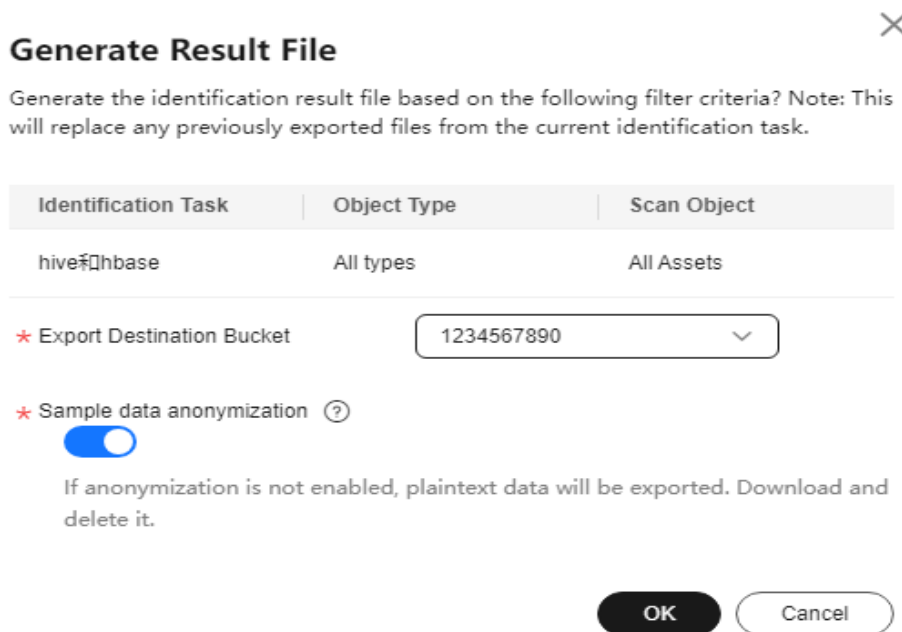 Generate Result File
Generate the identification result file based on the following filter criteria? Note: This
will replace any previously exported files from the current identification task.
Identification Task Object Type Scan Object
hive和hbase All types All Assets
* Export Destination Bucket 1234567890
* Sample data anonymization ?
If anonymization is not enabled, plaintext data will be exported. Download and
delete it.
OK Cancel